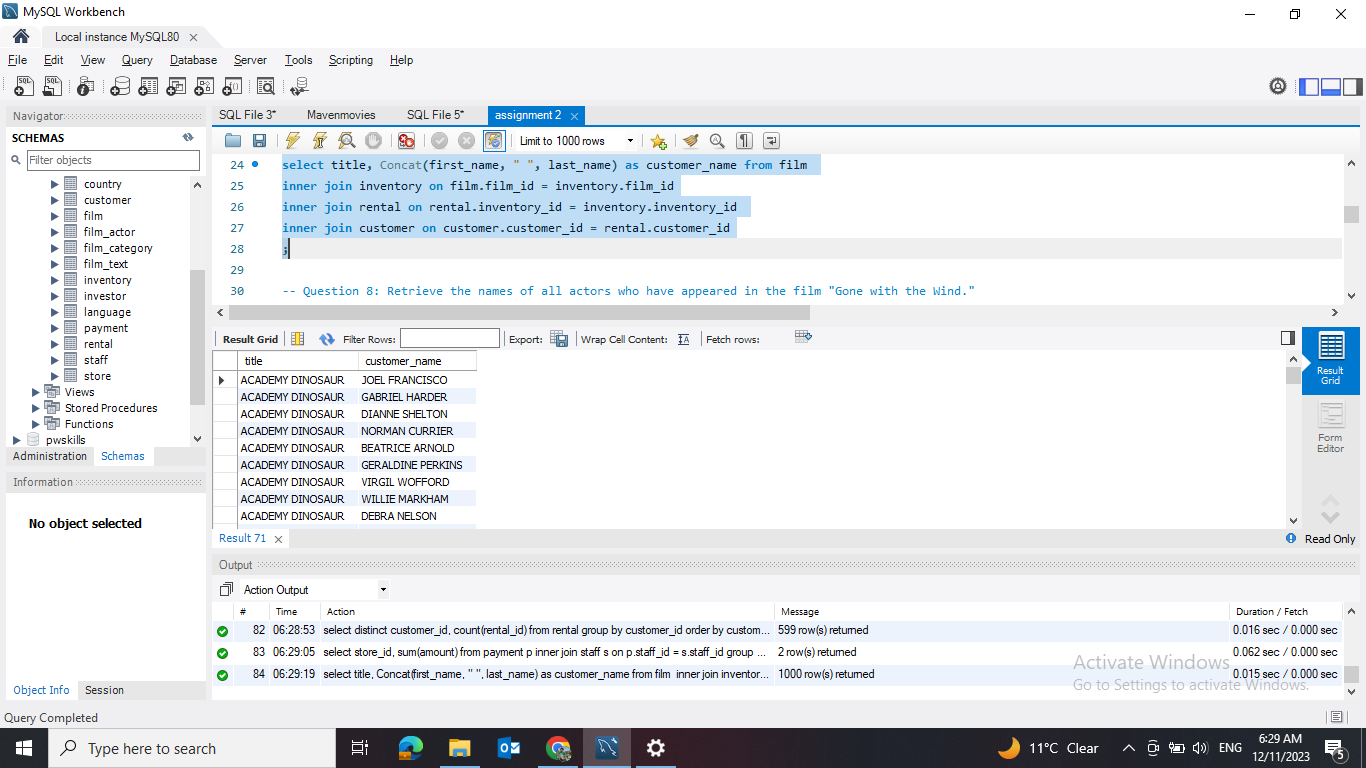 MySQL Workbench
Local instance MySQL80
File Edit View Query Database Server Tools Scripting Help
Navigator
SCHEMAS
Filter objects
country
customer
film
film_actor
film_category
film_text
inventory
investor
language
payment
rental
staff
store
Views
Stored Procedures
Functions
pwskills
Administration Schemas
Information
No object selected
Object Info Session
SQL File 3* Mavenmovies SQL File 5* assignment 2
Limit to 1000 rows
24 select title, Concat(first_name, " ", last_name) as customer_name from film
25 inner join inventory on film.film_id = inventory.film_id
26 inner join rental on rental.inventory_id = inventory.inventory_id
27 inner join customer on customer.customer_id = rental.customer_id
28 ;
29
30 -- Question 8: Retrieve the names of all actors who have appeared in the film "Gone with the Wind."
Result Grid Filter Rows: Export: Wrap Cell Content: Fetch rows:
title customer_name
ACADEMY DINOSAUR JOEL FRANCISCO
ACADEMY DINOSAUR GABRIEL HARDER
ACADEMY DINOSAUR DIANNE SHELTON
ACADEMY DINOSAUR NORMAN CURRIER
ACADEMY DINOSAUR BEATRICE ARNOLD
ACADEMY DINOSAUR GERALDINE PERKINS
ACADEMY DINOSAUR VIRGIL WOFFORD
ACADEMY DINOSAUR WILLIE MARKHAM
ACADEMY DINOSAUR DEBRA NELSON
Result Grid
Form Editor
Result 71
Read Only
Output
Action Output
# Time Action Message Duration / Fetch
82 06:28:53 select distinct customer_id, count(rental_id) from rental group by customer_id order by custom... 599 row(s) returned 0.016 sec / 0.000 sec
83 06:29:05 select store_id, sum(amount) from payment p inner join staff s on p.staff_id = s.staff_id group ... 2 row(s) returned 0.062 sec / 0.000 sec
84 06:29:19 select title, Concat(first_name, " ", last_name) as customer_name from film inner join inventor... 1000 row(s) returned 0.015 sec / 0.000 sec
Activate Windows
Go to Settings to activate Windows.
Query Completed
Type here to search
11°C Clear
ENG
6:29 AM
12/11/2023
5